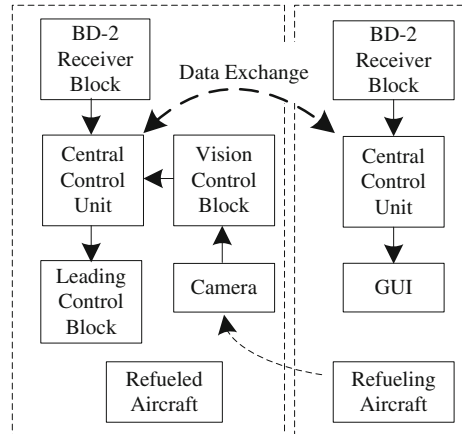 BD-2
Receiver
Block
BD-2
Receiver
Block
Data Exchange
Central
Control
Unit
Vision
Control
Block
Central
Control
Unit
Leading
Control
Block
Camera
GUI
Refueled
Aircraft
Refueling
Aircraft